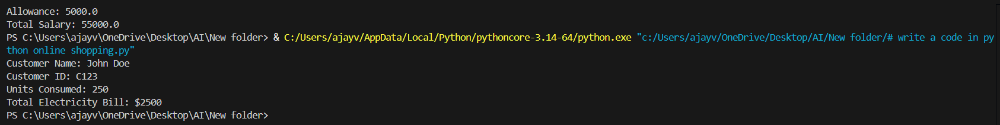 Allowance: 5000.0
Total Salary: 55000.0
PS C:\Users\ajayv\OneDrive\Desktop\AI\New folder> & C:/Users/ajayv/AppData/Local/Python/pythoncore-3.14-64/python.exe "c:/Users/ajayv/OneDrive/Desktop/AI/New folder/# write a code in py
thon online shopping.py"
Customer Name: John Doe
Customer ID: C123
Units Consumed: 250
Total Electricity Bill: $2500
PS C:\Users\ajayv\OneDrive\Desktop\AI\New folder>